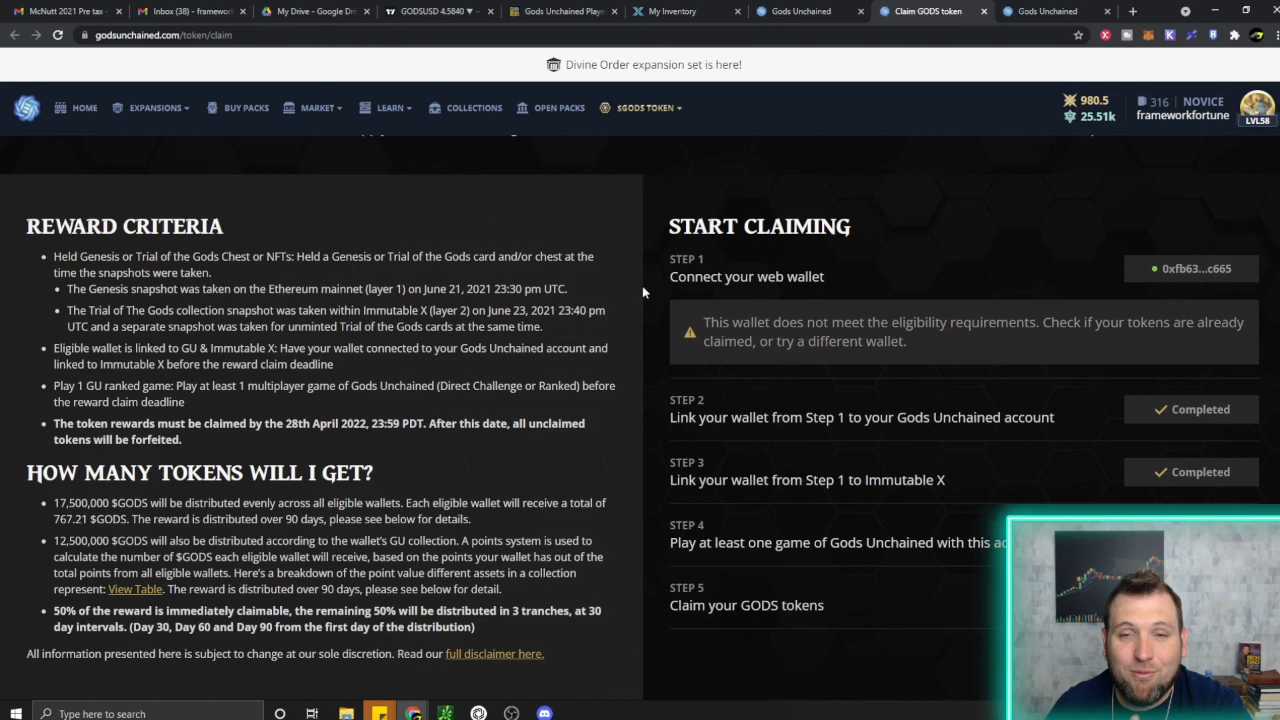 McNutt 2021 Pre tax -
Inbox (38) - framework
My Drive - Google Dri
GODSUSD 4.5840 ▼ –
Gods Unchained Playe
My Inventory
Gods Unchained
Claim GODS token
Gods Unchained
godsunchained.com/token/claim
Divine Order expansion set is here!
HOME
EXPANSIONS
BUY PACKS
MARKET
LEARN
COLLECTIONS
OPEN PACKS
$GODS TOKEN
980.5
25.51k
316 | NOVICE
frameworkfortune
LVL58
REWARD CRITERIA
• Held Genesis or Trial of the Gods Chest or NFTs: Held a Genesis or Trial of the Gods card and/or chest at the
time the snapshots were taken.
• The Genesis snapshot was taken on the Ethereum mainnet (layer 1) on June 21, 2021 23:30 pm UTC.
• The Trial of The Gods collection snapshot was taken within Immutable X (layer 2) on June 23, 2021 23:40 pm
UTC and a separate snapshot was taken for unminted Trial of the Gods cards at the same time.
• Eligible wallet is linked to GU & Immutable X: Have your wallet connected to your Gods Unchained account and
linked to Immutable X before the reward claim deadline
• Play 1 GU ranked game: Play at least 1 multiplayer game of Gods Unchained (Direct Challenge or Ranked) before
the reward claim deadline
• The token rewards must be claimed by the 28th April 2022, 23:59 PDT. After this date, all unclaimed
tokens will be forfeited.
HOW MANY TOKENS WILL I GET?
• 17,500,000 $GODS will be distributed evenly across all eligible wallets. Each eligible wallet will receive a total of
767.21 $GODS. The reward is distributed over 90 days, please see below for details.
• 12,500,000 $GODS will also be distributed according to the wallet's GU collection. A points system is used to
calculate the number of $GODS each eligible wallet will receive, based on the points your wallet has out of the
total points from all eligible wallets. Here's a breakdown of the point value different assets in a collection
represent: View Table. The reward is distributed over 90 days, please see below for detail.
• 50% of the reward is immediately claimable, the remaining 50% will be distributed in 3 tranches, at 30
day intervals. (Day 30, Day 60 and Day 90 from the first day of the distribution)
All information presented here is subject to change at our sole discretion. Read our full disclaimer here.
START CLAIMING
STEP 1
Connect your web wallet
0xfb63...c665
This wallet does not meet the eligibility requirements. Check if your tokens are already
claimed, or try a different wallet.
STEP 2
Link your wallet from Step 1 to your Gods Unchained account
Completed
STEP 3
Link your wallet from Step 1 to Immutable X
Completed
STEP 4
Play at least one game of Gods Unchained with this ac
STEP 5
Claim your GODS tokens
Type here to search